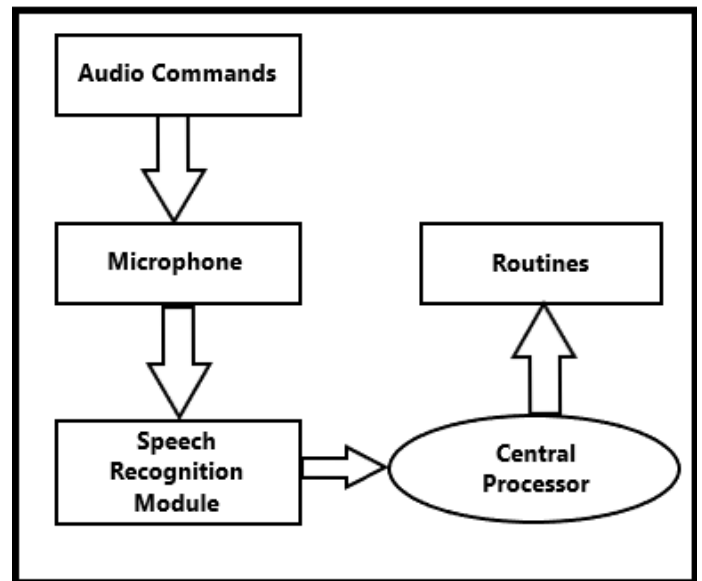 Audio Commands
Microphone
Routines
Speech
Recognition
Module
Central
Processor